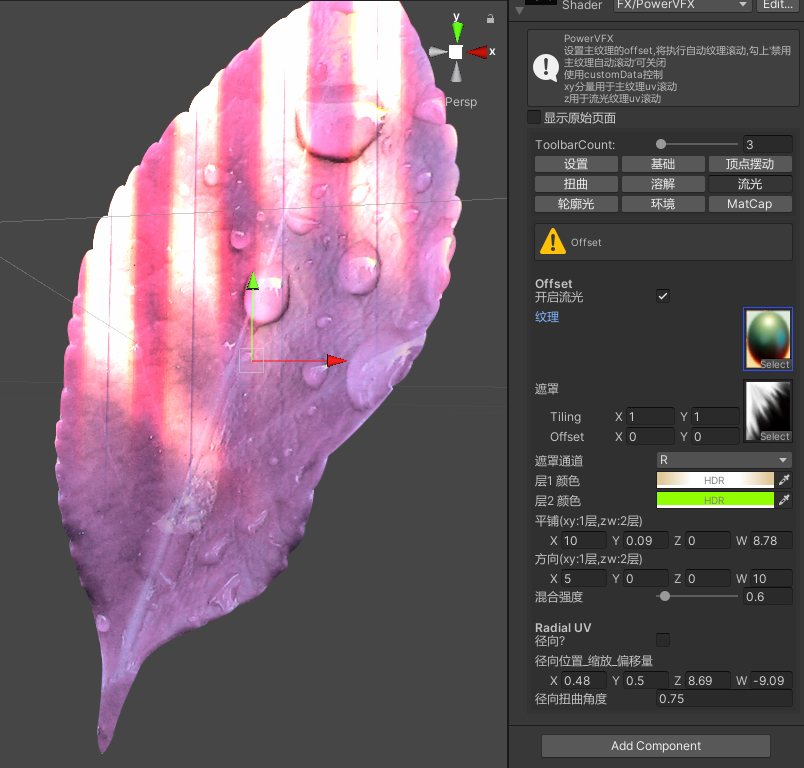 Shader FX/PowerVFX Edit...
PowerVFX
设置主纹理的offset,将执行自动纹理滚动,勾上'禁用
主纹理自动滚动'可关闭
使用customData控制
xy分量用于主纹理uv滚动
z用于流光纹理uv滚动
显示原始页面
ToolbarCount: 3
设置 基础 顶点摆动
扭曲 溶解 流光
轮廓光 环境 MatCap
Offset
Offset
开启流光
纹理
Select
遮罩
Tiling X 1 Y 1
Offset X 0 Y 0
Select
遮罩通道 R
层1 颜色 HDR
层2 颜色 HDR
平铺(xy:1层,zw:2层)
X 10 Y 0.09 Z 0 W 8.78
方向(xy:1层,zw:2层)
X 5 Y 0 Z 0 W 10
混合强度 0.6
Radial UV
径向?
径向位置_缩放_偏移量
X 0.48 Y 0.5 Z 8.69 W -9.09
径向扭曲角度 0.75
Add Component
y
x
Persp